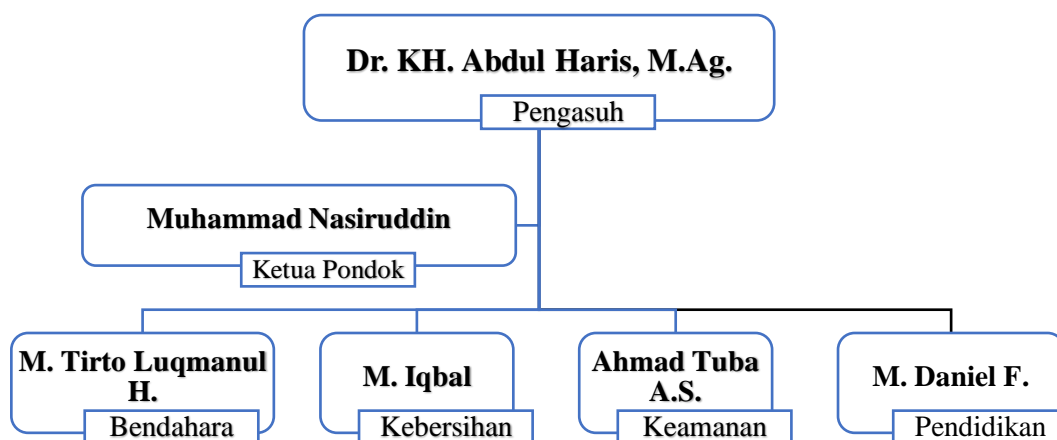 Dr. KH. Abdul Haris, M.Ag.
Pengasuh
Muhammad Nasiruddin
Ketua Pondok
M. Tirto Luqmanul
H.
Bendahara
M. Iqbal
Kebersihan
Ahmad Tuba
A.S.
Keamanan
M. Daniel F.
Pendidikan